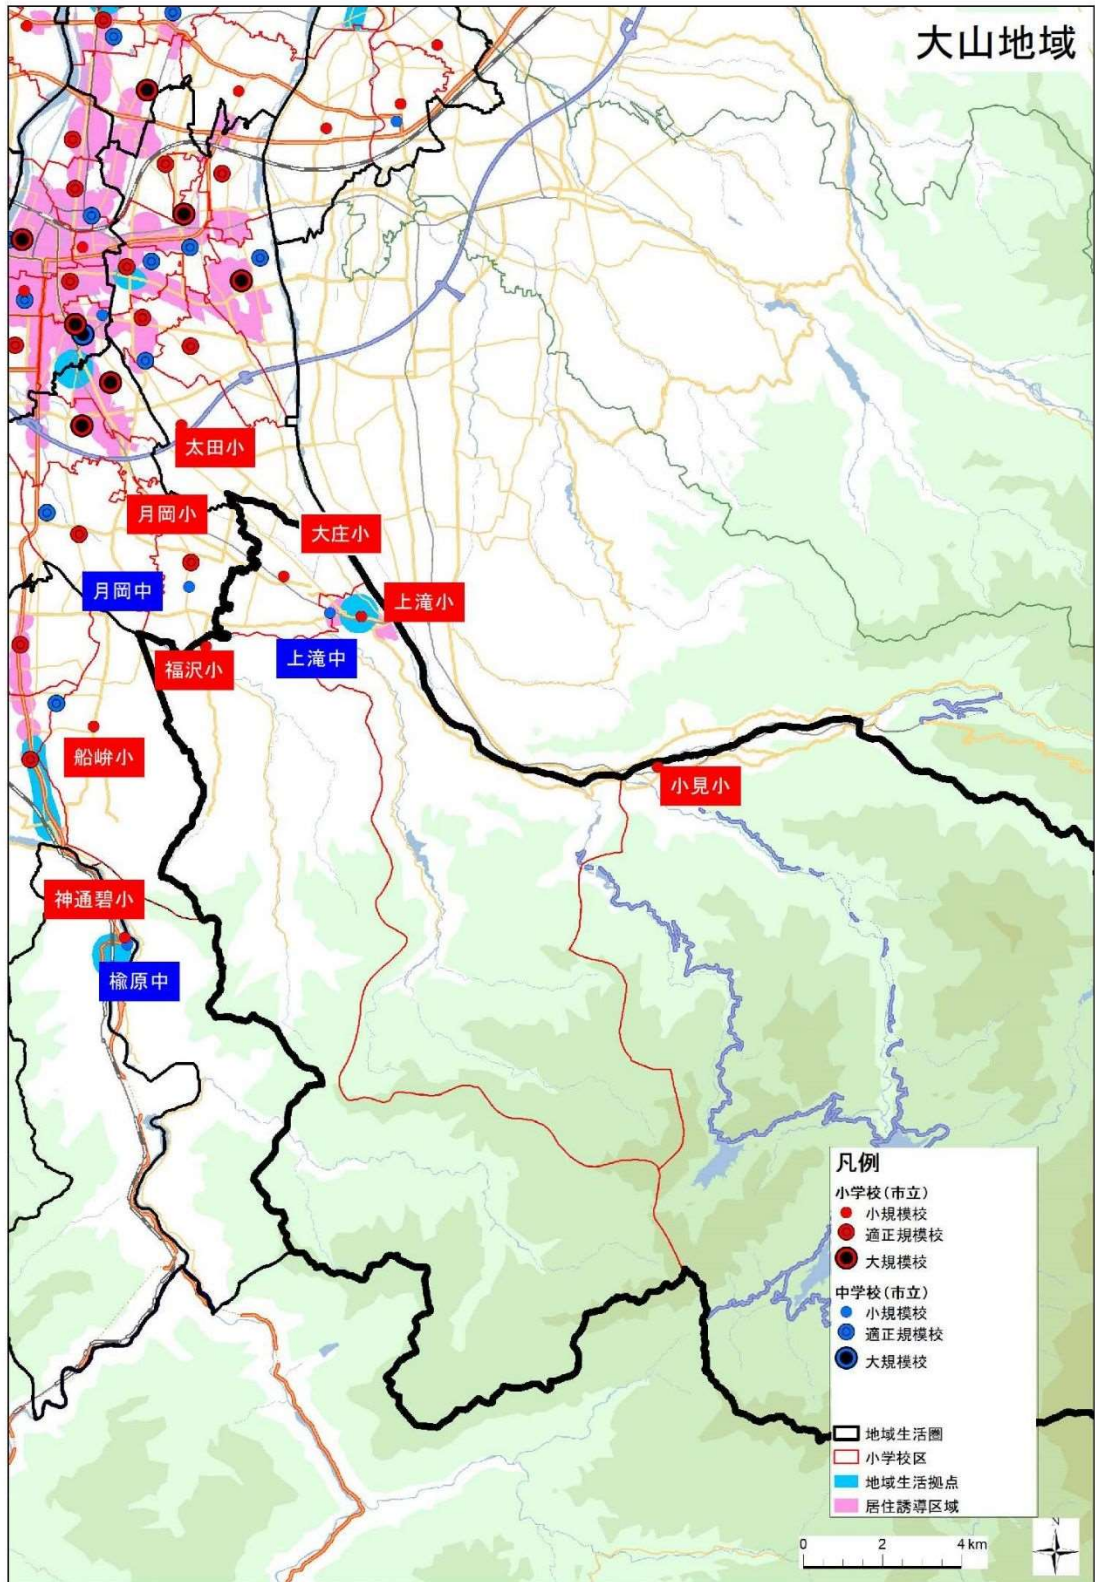 大山地域
太田小
月岡小
大庄小
月岡中
上滝小
上滝中
福沢小
船峅小
小見小
神通碧小
楡原中
凡例
小学校(市立)
小規模校
適正規模校
大規模校
中学校(市立)
小規模校
適正規模校
大規模校
地域生活圏
小学校区
地域生活拠点
居住誘導区域
N
0 2 4 km